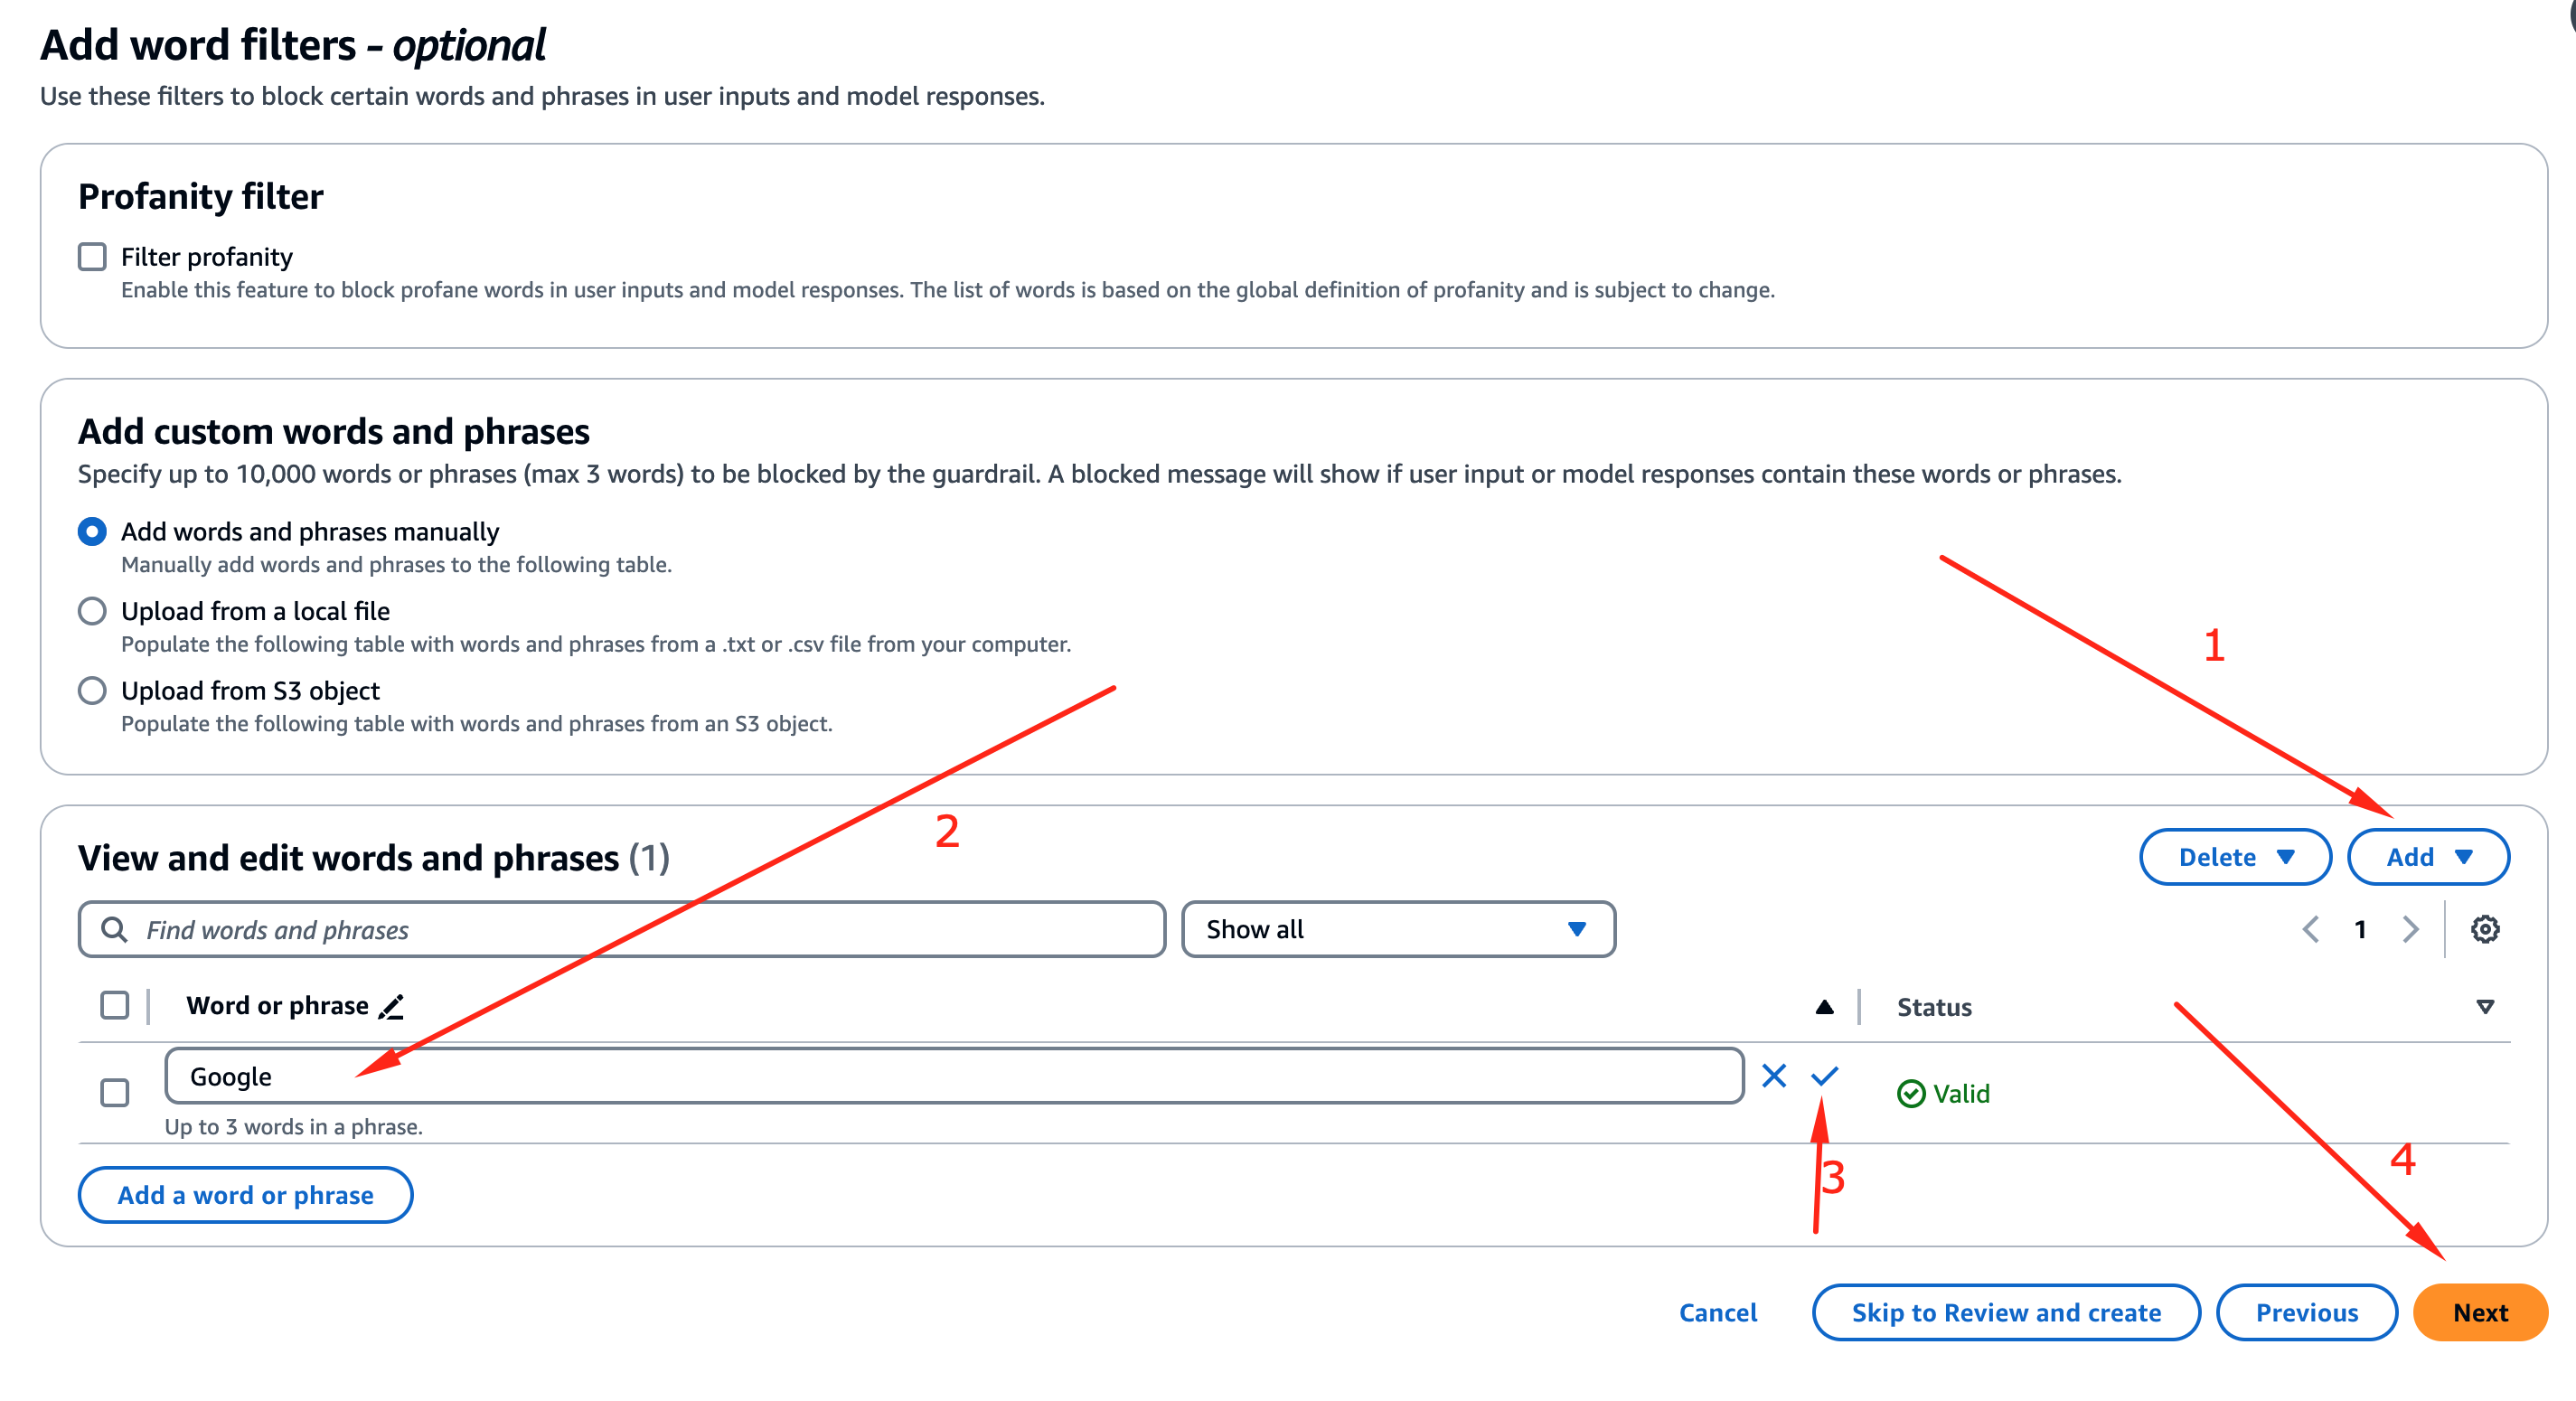 Add word filters - optional
Use these filters to block certain words and phrases in user inputs and model responses.
Profanity filter
Filter profanity
Enable this feature to block profane words in user inputs and model responses. The list of words is based on the global definition of profanity and is subject to change.
Add custom words and phrases
Specify up to 10,000 words or phrases (max 3 words) to be blocked by the guardrail. A blocked message will show if user input or model responses contain these words or phrases.
Add words and phrases manually
Manually add words and phrases to the following table.
Upload from a local file
Populate the following table with words and phrases from a .txt or .csv file from your computer.
1
Upload from S3 object
Populate the following table with words and phrases from an S3 object.
2
View and edit words and phrases (1)
Delete
Add
Find words and phrases
Show all
1
Word or phrase
Status
Google
Valid
Up to 3 words in a phrase.
3
4
Add a word or phrase
Cancel
Skip to Review and create
Previous
Next